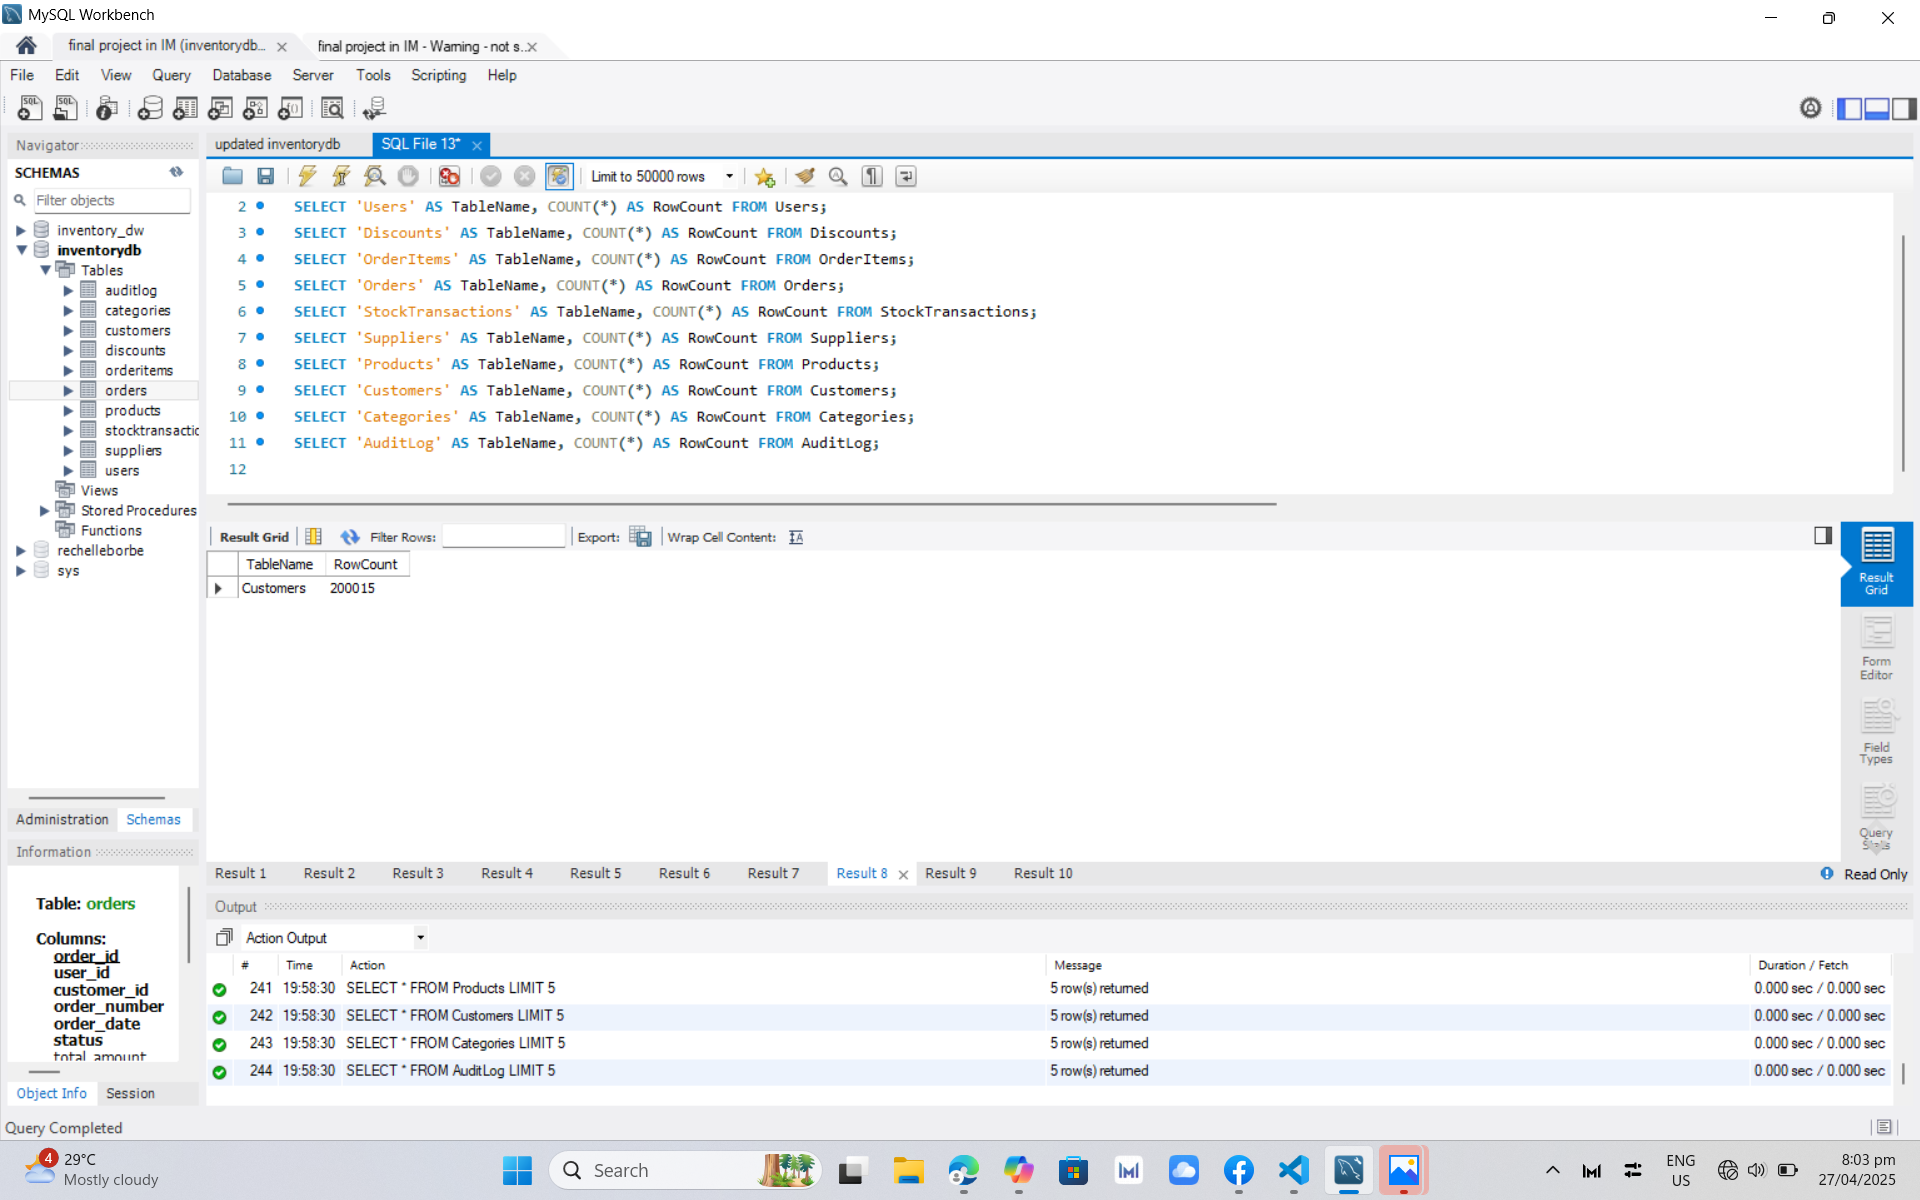 MySQL Workbench
final project in IM (inventorydb...
final project in IM - Warning - not s...
File Edit View Query Database Server Tools Scripting Help
Navigator
SCHEMAS
Filter objects
inventory_dw
inventorydb
Tables
auditlog
categories
customers
discounts
orderitems
orders
products
stocktransactic
suppliers
users
Views
Stored Procedures
Functions
rechelleborbe
sys
Administration Schemas
Information
Table: orders
Columns:
order_id
user_id
customer_id
order_number
order_date
status
total_amount
Object Info Session
updated inventorydb SQL File 13*
Limit to 50000 rows
2 SELECT 'Users' AS TableName, COUNT(*) AS RowCount FROM Users;
3 SELECT 'Discounts' AS TableName, COUNT(*) AS RowCount FROM Discounts;
4 SELECT 'OrderItems' AS TableName, COUNT(*) AS RowCount FROM OrderItems;
5 SELECT 'Orders' AS TableName, COUNT(*) AS RowCount FROM Orders;
6 SELECT 'StockTransactions' AS TableName, COUNT(*) AS RowCount FROM StockTransactions;
7 SELECT 'Suppliers' AS TableName, COUNT(*) AS RowCount FROM Suppliers;
8 SELECT 'Products' AS TableName, COUNT(*) AS RowCount FROM Products;
9 SELECT 'Customers' AS TableName, COUNT(*) AS RowCount FROM Customers;
10 SELECT 'Categories' AS TableName, COUNT(*) AS RowCount FROM Categories;
11 SELECT 'AuditLog' AS TableName, COUNT(*) AS RowCount FROM AuditLog;
12
Result Grid Filter Rows: Export: Wrap Cell Content:
TableName RowCount
Customers 200015
Result Grid
Form Editor
Field Types
Query Stats
Result 1 Result 2 Result 3 Result 4 Result 5 Result 6 Result 7 Result 8 Result 9 Result 10
Read Only
Output
Action Output
# Time Action Message Duration / Fetch
241 19:58:30 SELECT * FROM Products LIMIT 5 5 row(s) returned 0.000 sec / 0.000 sec
242 19:58:30 SELECT * FROM Customers LIMIT 5 5 row(s) returned 0.000 sec / 0.000 sec
243 19:58:30 SELECT * FROM Categories LIMIT 5 5 row(s) returned 0.000 sec / 0.000 sec
244 19:58:30 SELECT * FROM AuditLog LIMIT 5 5 row(s) returned 0.000 sec / 0.000 sec
Query Completed
4
29°C
Mostly cloudy
Search
ENG
US
8:03 pm
27/04/2025